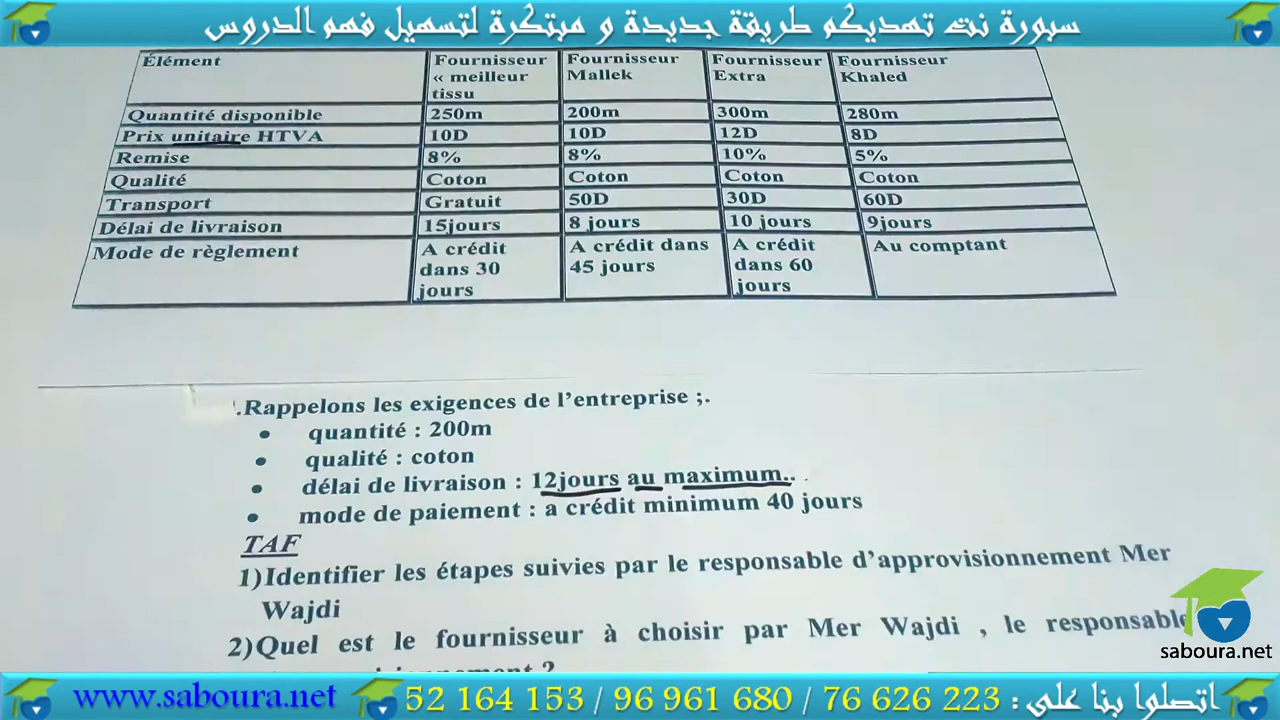 سبورة نت تهديكم طريقة جديدة و مبتكرة لتسهيل فهم الدروس
Élément | Fournisseur « meilleur tissu | Fournisseur Mallek | Fournisseur Extra | Fournisseur Khaled
Quantité disponible | 250m | 200m | 300m | 280m
Prix unitaire HTVA | 10D | 10D | 12D | 8D
Remise | 8% | 8% | 10% | 5%
Qualité | Coton | Coton | Coton | Coton
Transport | Gratuit | 50D | 30D | 60D
Délai de livraison | 15jours | 8 jours | 10 jours | 9jours
Mode de règlement | A crédit dans 30 jours | A crédit dans 45 jours | A crédit dans 60 jours | Au comptant
.Rappelons les exigences de l'entreprise ;.
• quantité : 200m
• qualité : coton
• délai de livraison : 12jours au maximum..
• mode de paiement : a crédit minimum 40 jours
TAF
1)Identifier les étapes suivies par le responsable d'approvisionnement Mer
Wajdi
2)Quel est le fournisseur à choisir par Mer Wajdi , le responsable
saboura.net
www.saboura.net
اتصلوا بنا على : 52 164 153 / 96 961 680 / 76 626 223